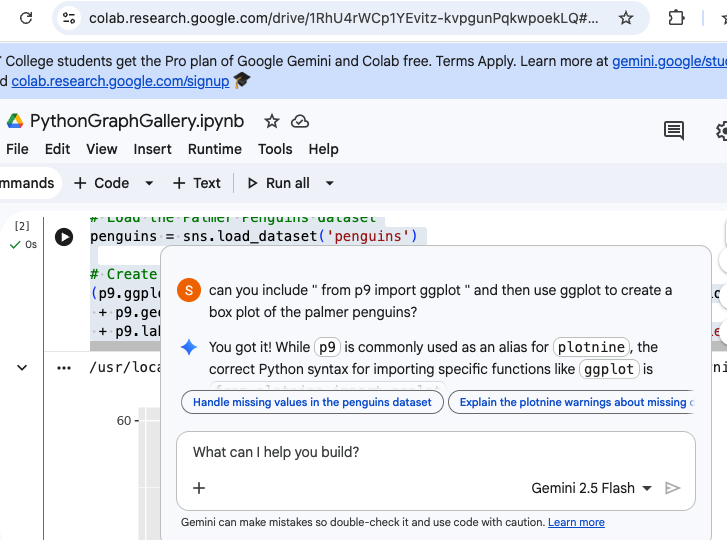 colab.research.google.com/drive/1RhU4rWCp1YEvitz-kvpgunPqkwpoekLQ#...
College students get the Pro plan of Google Gemini and Colab free. Terms Apply. Learn more at gemini.google/stu
colab.research.google.com/signup 🎓
PythonGraphGallery.ipynb
File Edit View Insert Runtime Tools Help
mmands + Code + Text Run all
[2]
# Load the Palmer Penguins dataset
0s
penguins = sns.load_dataset('penguins')
# Create
(p9.ggplo
+ p9.geo
+ p9.lab
/usr/loca
60
S
can you include " from p9 import ggplot " and then use ggplot to create a
box plot of the palmer penguins?
You got it! While p9 is commonly used as an alias for plotnine, the
correct Python syntax for importing specific functions like ggplot is
from plotnine import ggplot
Handle missing values in the penguins dataset
Explain the plotnine warnings about missing
What can I help you build?
+
Gemini 2.5 Flash
Gemini can make mistakes so double-check it and use code with caution. Learn more